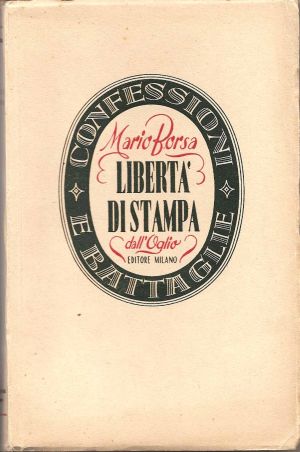 CONFESSIONI
Mario Borsa
LIBERTA'
DI STAMPA
dall'Oglio
EDITORE MILANO
E BATTAGLIE